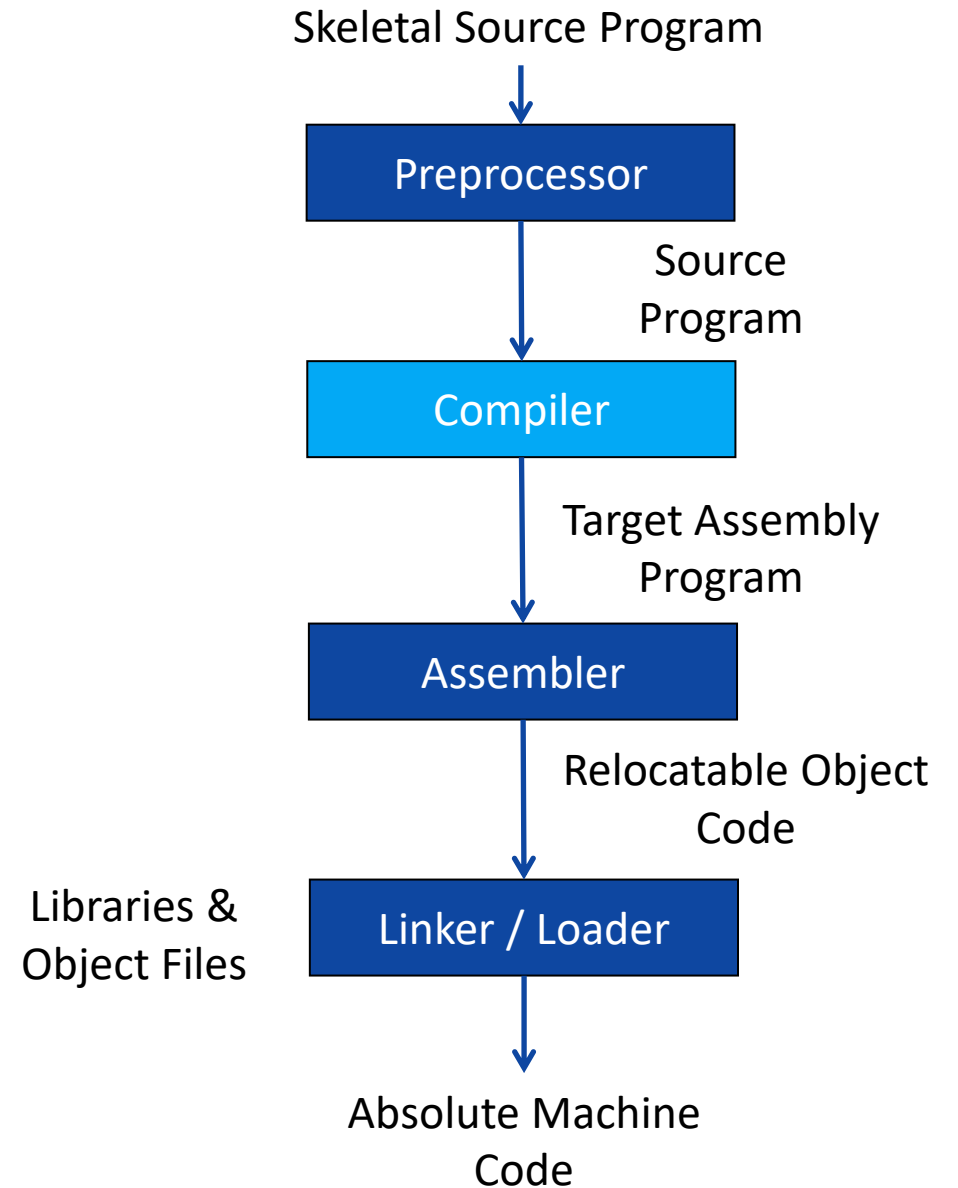 Skeletal Source Program
Preprocessor
Source
Program
Compiler
Target Assembly
Program
Assembler
Relocatable Object
Code
Libraries &
Object Files
Linker / Loader
Absolute Machine
Code